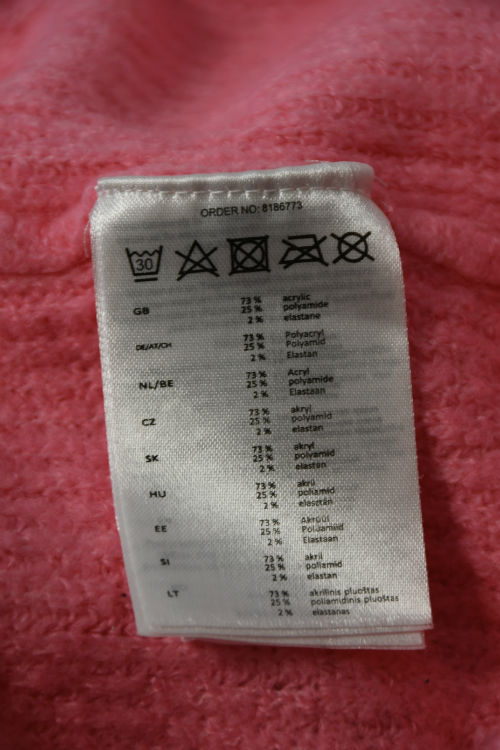 ORDER NO: 8186773
30
GB 73 % acrylic
25 % polyamide
2 % elastane
DE/AT/CH 73 % Polyacryl
25 % Polyamid
2 % Elastan
NL/BE 73 % Acryl
25 % polyamide
2 % Elastaan
CZ 73 % akryl
25 % polyamid
2 % elastan
SK 73 % akryl
25 % polyamid
2 % elastan
HU 73 % akril
25 % poliamid
2 % elasztán
EE 73 % Akrüül
25 % Polüamiid
2 % Elastaan
SI 73 % akril
25 % poliamid
2 % elastan
LT 73 % akrilinis pluoštas
25 % poliamidinis pluoštas
2 % elastanas